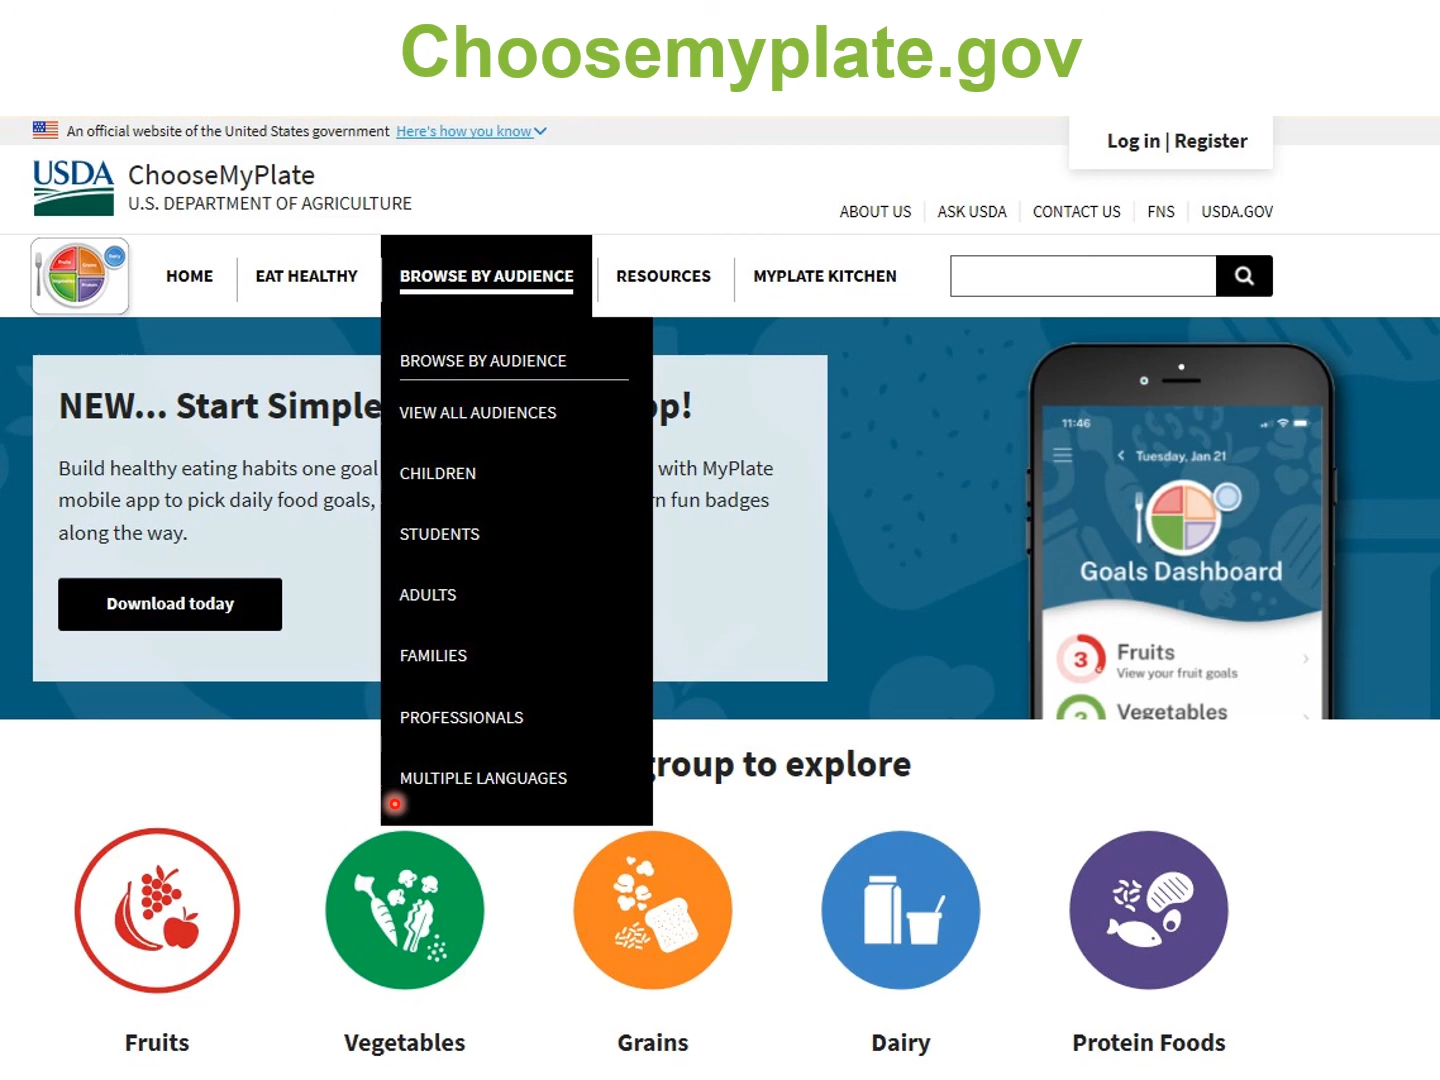 Choosemyplate.gov
An official website of the United States government Here's how you know
Log in | Register
USDA
ChooseMyPlate
U.S. DEPARTMENT OF AGRICULTURE
ABOUT US
ASK USDA
CONTACT US
FNS
USDA.GOV
HOME
EAT HEALTHY
BROWSE BY AUDIENCE
RESOURCES
MYPLATE KITCHEN
BROWSE BY AUDIENCE
VIEW ALL AUDIENCES
CHILDREN
STUDENTS
ADULTS
FAMILIES
PROFESSIONALS
MULTIPLE LANGUAGES
NEW... Start Simple pp!
Build healthy eating habits one goal with MyPlate
mobile app to pick daily food goals, rn fun badges
along the way.
Download today
11:46
Tuesday, Jan 21
Goals Dashboard
3
Fruits
View your fruit goals
Vegetables
group to explore
Fruits
Vegetables
Grains
Dairy
Protein Foods